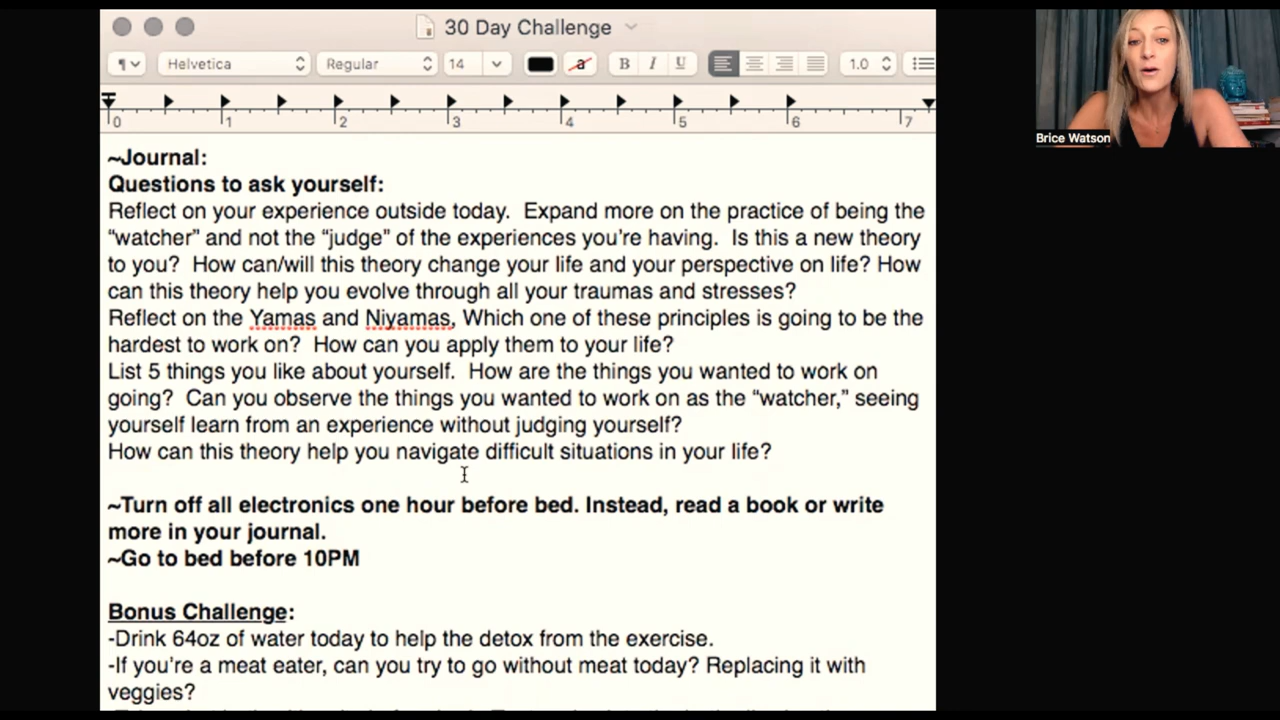 30 Day Challenge
¶ Helvetica Regular 14 a B I U 1.0
0 1 2 3 4 5 6 7
Brice Watson
~Journal:
Questions to ask yourself:
Reflect on your experience outside today.  Expand more on the practice of being the
“watcher” and not the “judge” of the experiences you’re having.  Is this a new theory
to you?  How can/will this theory change your life and your perspective on life? How
can this theory help you evolve through all your traumas and stresses?
Reflect on the Yamas and Niyamas, Which one of these principles is going to be the
hardest to work on?  How can you apply them to your life?
List 5 things you like about yourself.  How are the things you wanted to work on
going?  Can you observe the things you wanted to work on as the “watcher,” seeing
yourself learn from an experience without judging yourself?
How can this theory help you navigate difficult situations in your life?
~Turn off all electronics one hour before bed. Instead, read a book or write
more in your journal.
~Go to bed before 10PM
Bonus Challenge:
-Drink 64oz of water today to help the detox from the exercise.
-If you’re a meat eater, can you try to go without meat today? Replacing it with
veggies?